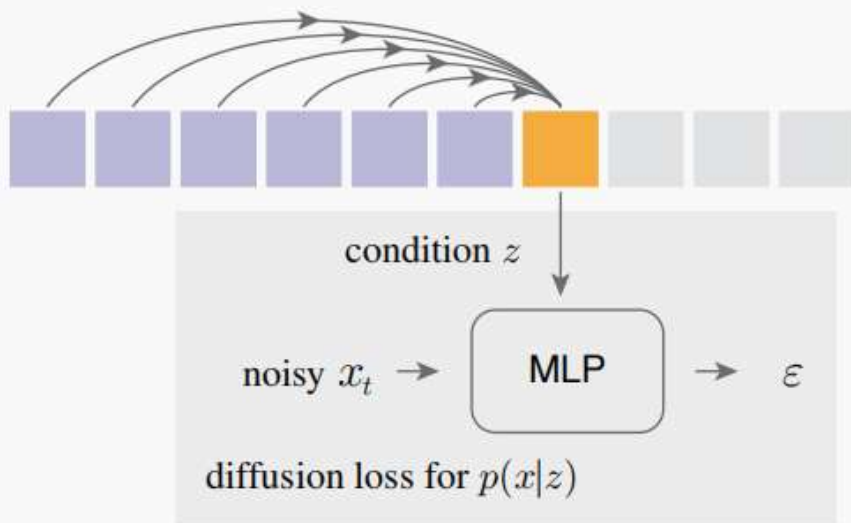 condition z
noisy x_t
MLP
ε
diffusion loss for p(x|z)